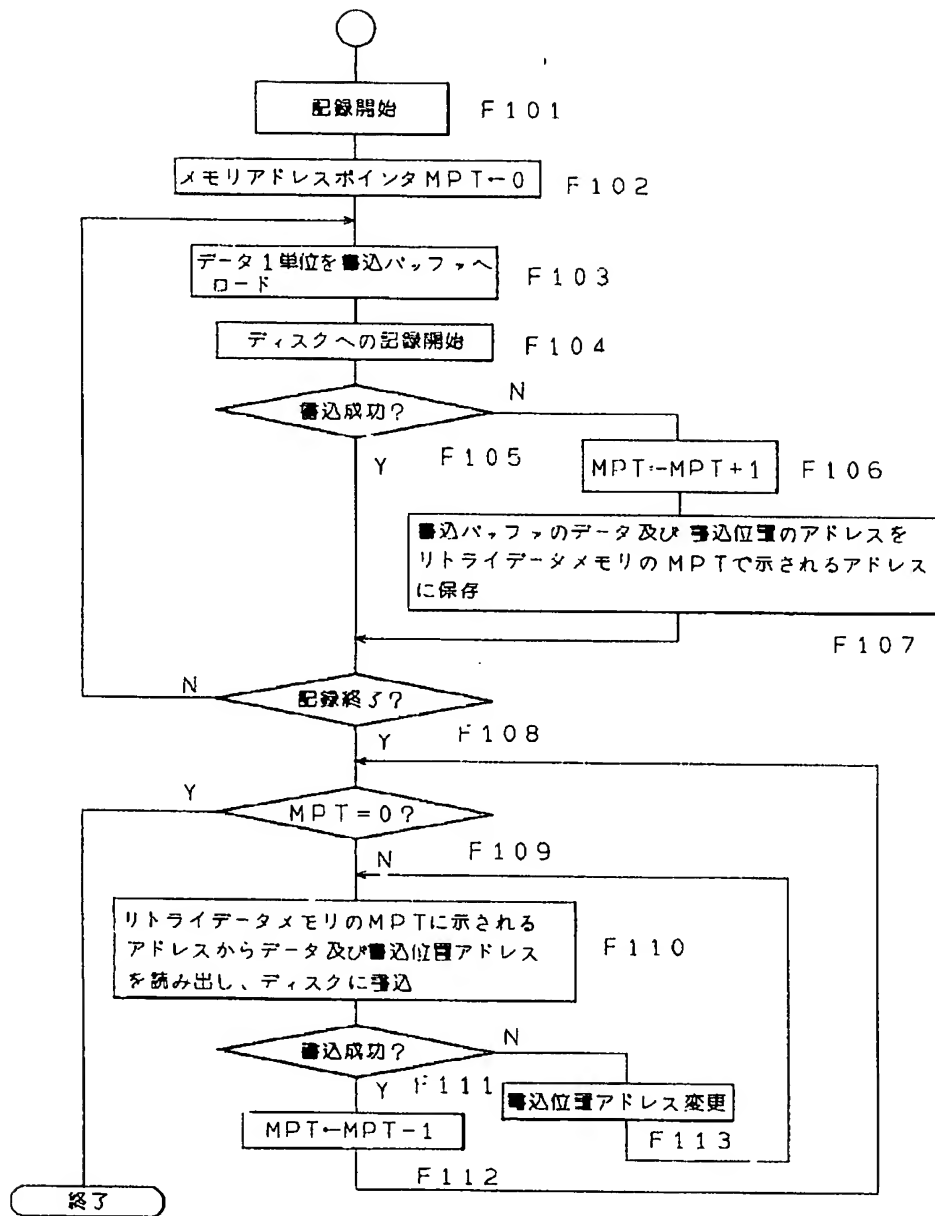 記録開始
F101
メモリアドレスポインタMPT←0
F102
データ1単位を書込バッファへ
ロード
F103
ディスクへの記録開始
F104
書込成功?
N
Y
F105
MPT←MPT+1
F106
書込バッファのデータ及び書込位置のアドレスを
リトライデータメモリのMPTで示されるアドレス
に保存
F107
記録終了?
N
Y
F108
MPT=0?
Y
N
F109
リトライデータメモリのMPTに示される
アドレスからデータ及び書込位置アドレス
を読み出し、ディスクに書込
F110
書込成功?
N
Y
F111
書込位置アドレス変更
F113
MPT←MPT-1
F112
終了